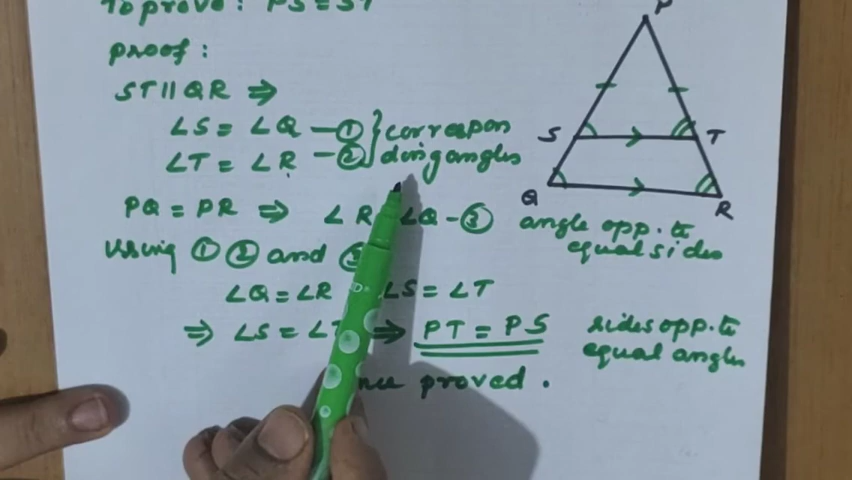 To prove: PS = ST
proof:
ST || QR ⇒
∠S = ∠Q — ①
∠T = ∠R — ②
correspon
ding angles
PQ = PR ⇒ ∠R ∠Q - ③
angle opp. to
equal sides
using ① ② and ③
∠Q = ∠R ∠S = ∠T
⇒ ∠S = ∠T ⇒ PT = PS
sides opp. to
equal angles
proved.
P
S
T
Q
R